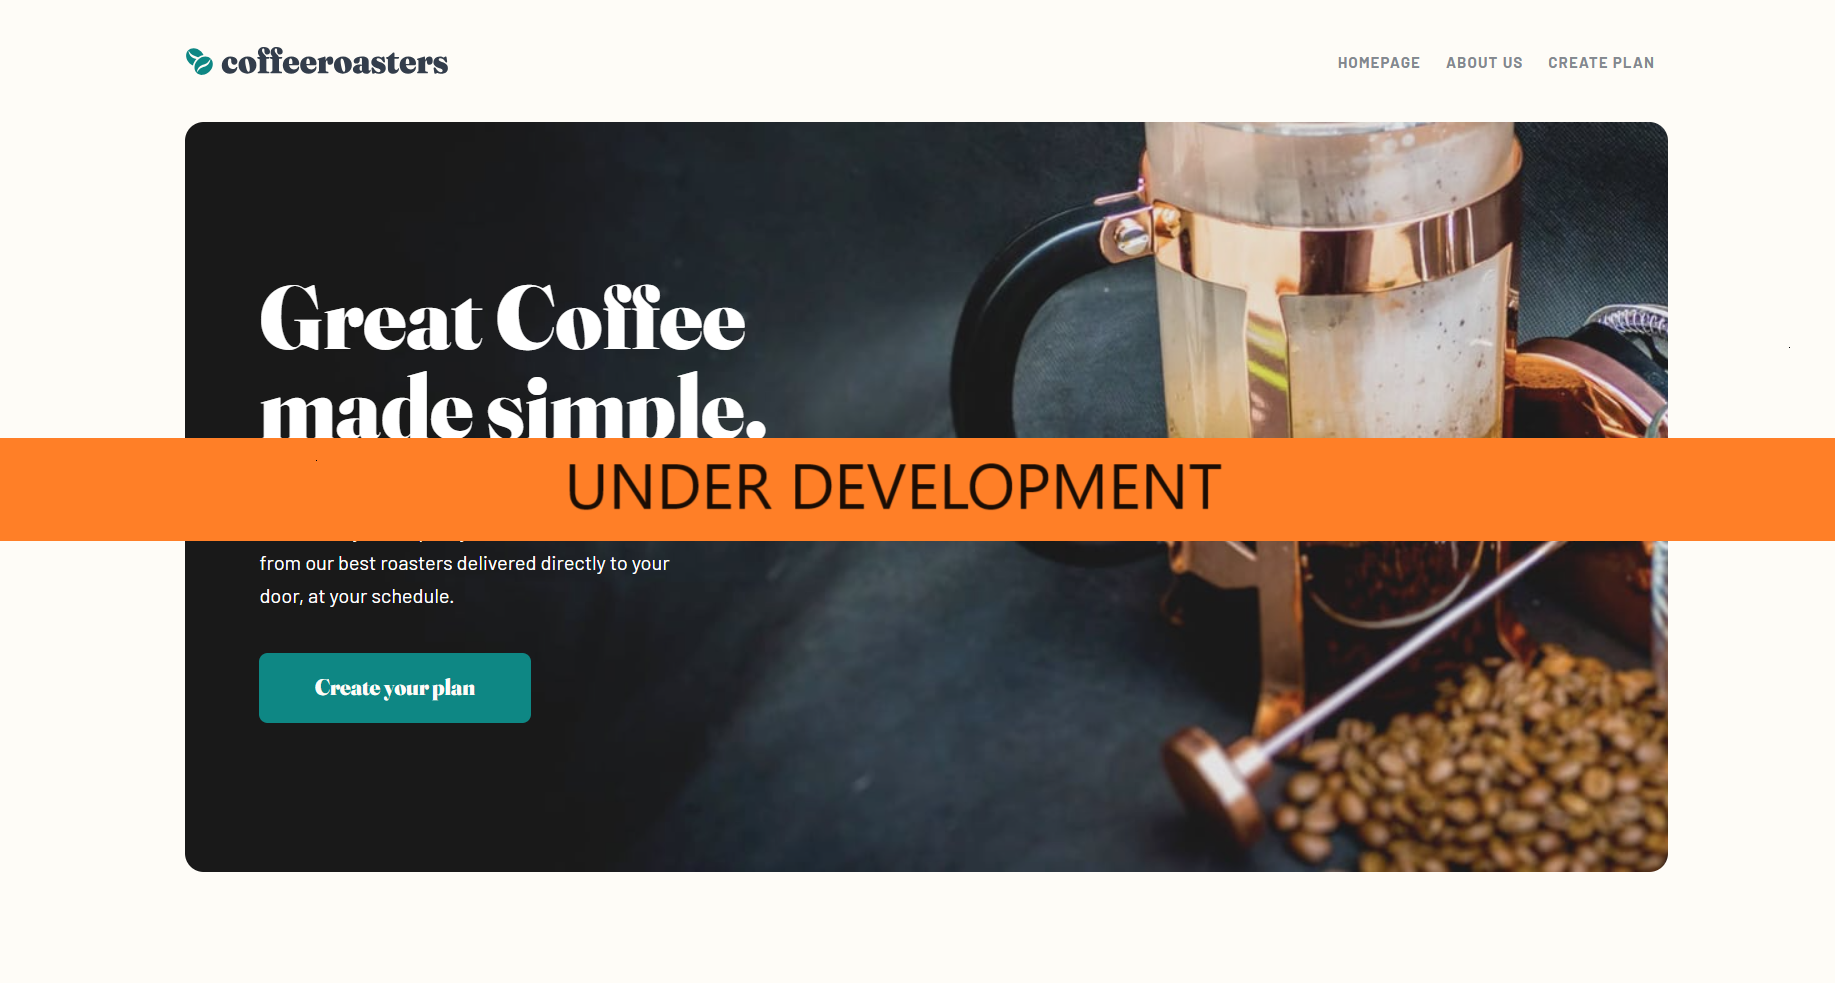 coffeeroasters
HOMEPAGE ABOUT US CREATE PLAN
Great Coffee
made simple.
UNDER DEVELOPMENT
from our best roasters delivered directly to your
door, at your schedule.
Create your plan